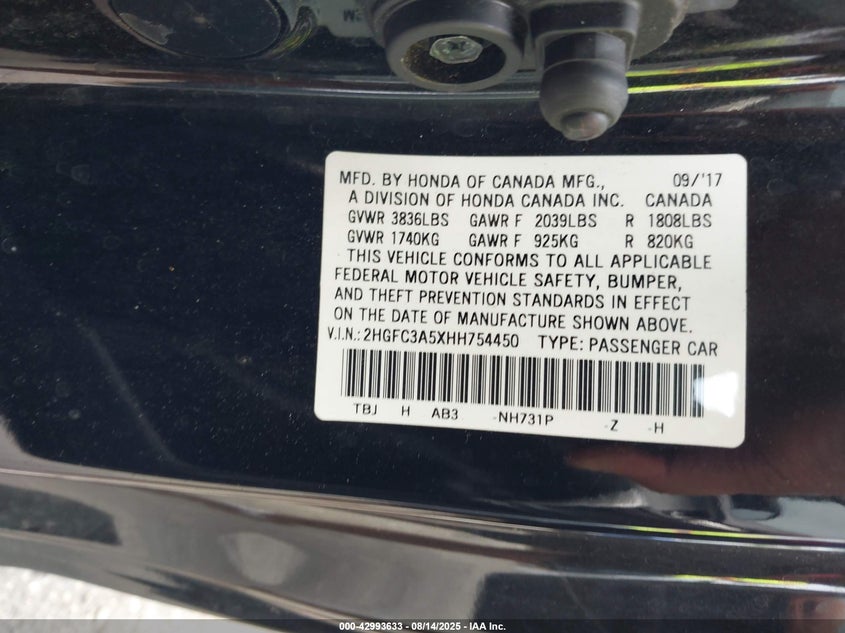 MFD. BY HONDA OF CANADA MFG., 09/'17
A DIVISION OF HONDA CANADA INC. CANADA
GVWR 3836LBS GAWR F 2039LBS R 1808LBS
GVWR 1740KG GAWR F 925KG R 820KG
THIS VEHICLE CONFORMS TO ALL APPLICABLE
FEDERAL MOTOR VEHICLE SAFETY, BUMPER,
AND THEFT PREVENTION STANDARDS IN EFFECT
ON THE DATE OF MANUFACTURE SHOWN ABOVE.
V.I.N.: 2HGFC3A5XHH754450 TYPE: PASSENGER CAR
TBJ H AB3 -NH731P -Z -H
000-42993633 - 08/14/2025 - IAA Inc.